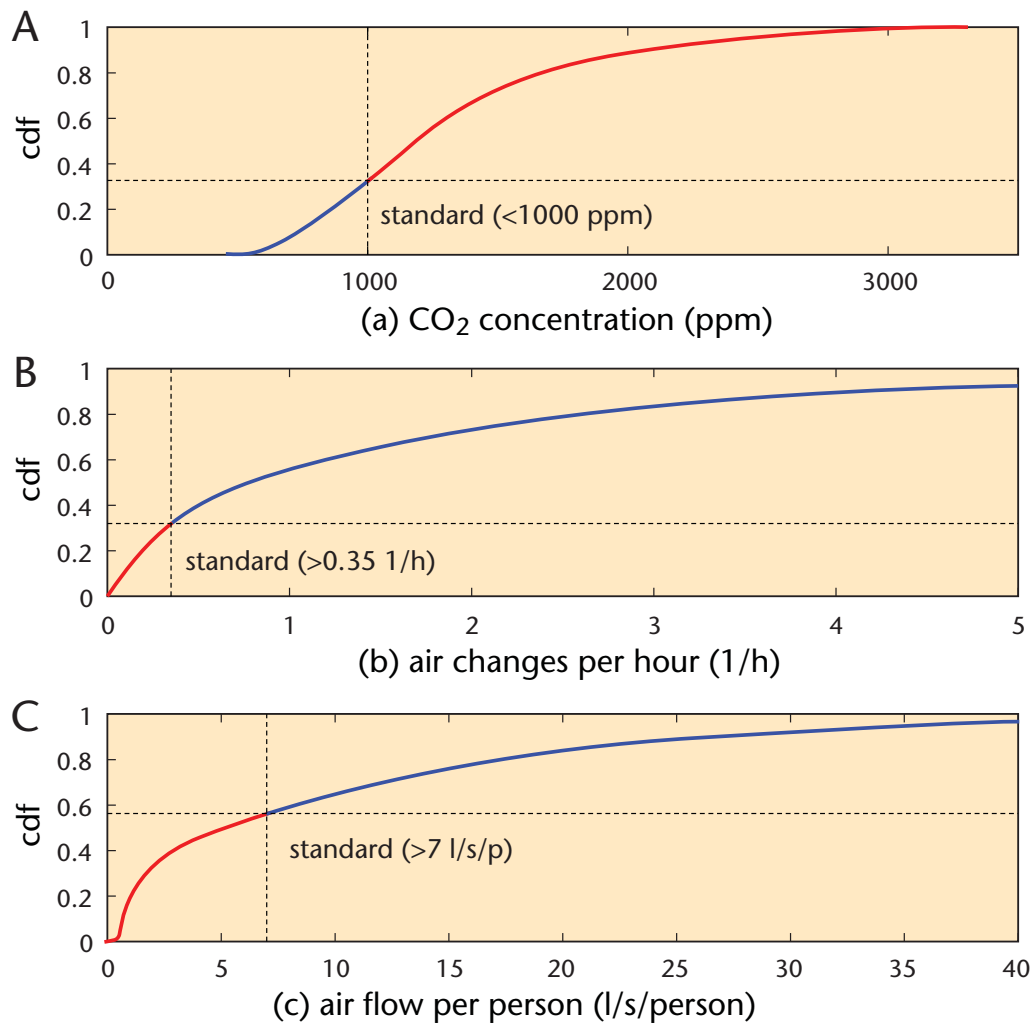 A
1
0.8
0.6
0.4
0.2
0
cdf
standard (<1000 ppm)
0 1000 2000 3000
(a) CO₂ concentration (ppm)
B
1
0.8
0.6
0.4
0.2
0
cdf
standard (>0.35 1/h)
0 1 2 3 4 5
(b) air changes per hour (1/h)
C
1
0.8
0.6
0.4
0.2
0
cdf
standard (>7 l/s/p)
0 5 10 15 20 25 30 35 40
(c) air flow per person (l/s/person)